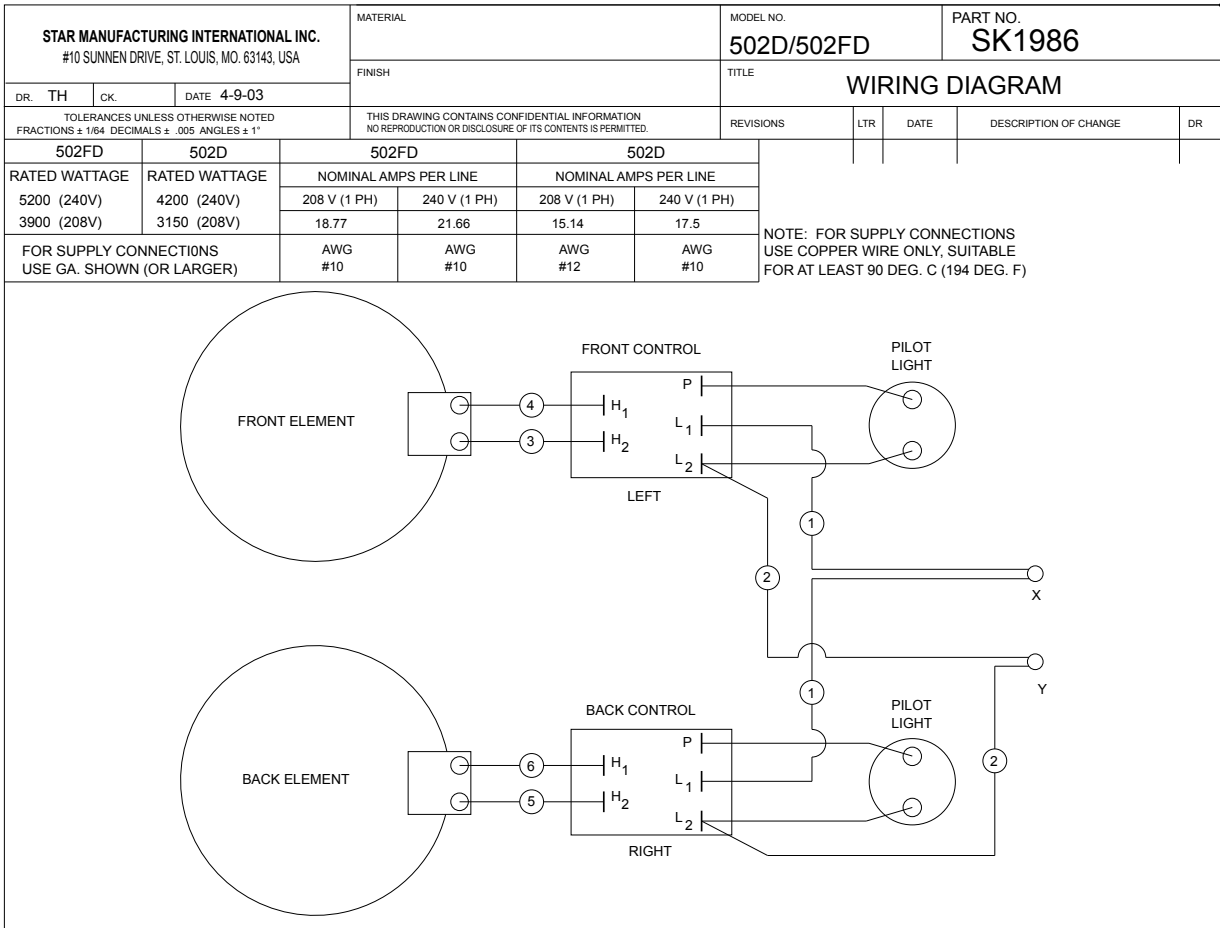 STAR MANUFACTURING INTERNATIONAL INC.
#10 SUNNEN DRIVE, ST. LOUIS, MO. 63143, USA
DR. TH CK. DATE 4-9-03
MATERIAL
FINISH
MODEL NO.
502D/502FD
PART NO.
SK1986
TITLE
WIRING DIAGRAM
TOLERANCES UNLESS OTHERWISE NOTED
FRACTIONS ± 1/64 DECIMALS ± .005 ANGLES ± 1°
THIS DRAWING CONTAINS CONFIDENTIAL INFORMATION
NO REPRODUCTION OR DISCLOSURE OF ITS CONTENTS IS PERMITTED.
REVISIONS LTR DATE DESCRIPTION OF CHANGE DR
502FD 502D 502FD 502D
RATED WATTAGE RATED WATTAGE NOMINAL AMPS PER LINE NOMINAL AMPS PER LINE
5200 (240V) 4200 (240V) 208 V (1 PH) 240 V (1 PH) 208 V (1 PH) 240 V (1 PH)
3900 (208V) 3150 (208V) 18.77 21.66 15.14 17.5
FOR SUPPLY CONNECTI0NS
USE GA. SHOWN (OR LARGER)
AWG AWG AWG AWG
#10 #10 #12 #10
NOTE: FOR SUPPLY CONNECTIONS
USE COPPER WIRE ONLY, SUITABLE
FOR AT LEAST 90 DEG. C (194 DEG. F)
FRONT ELEMENT
4
3
FRONT CONTROL
H1
H2
P
L1
L2
LEFT
PILOT
LIGHT
1
2
X
Y
1
2
BACK ELEMENT
6
5
BACK CONTROL
H1
H2
P
L1
L2
RIGHT
PILOT
LIGHT